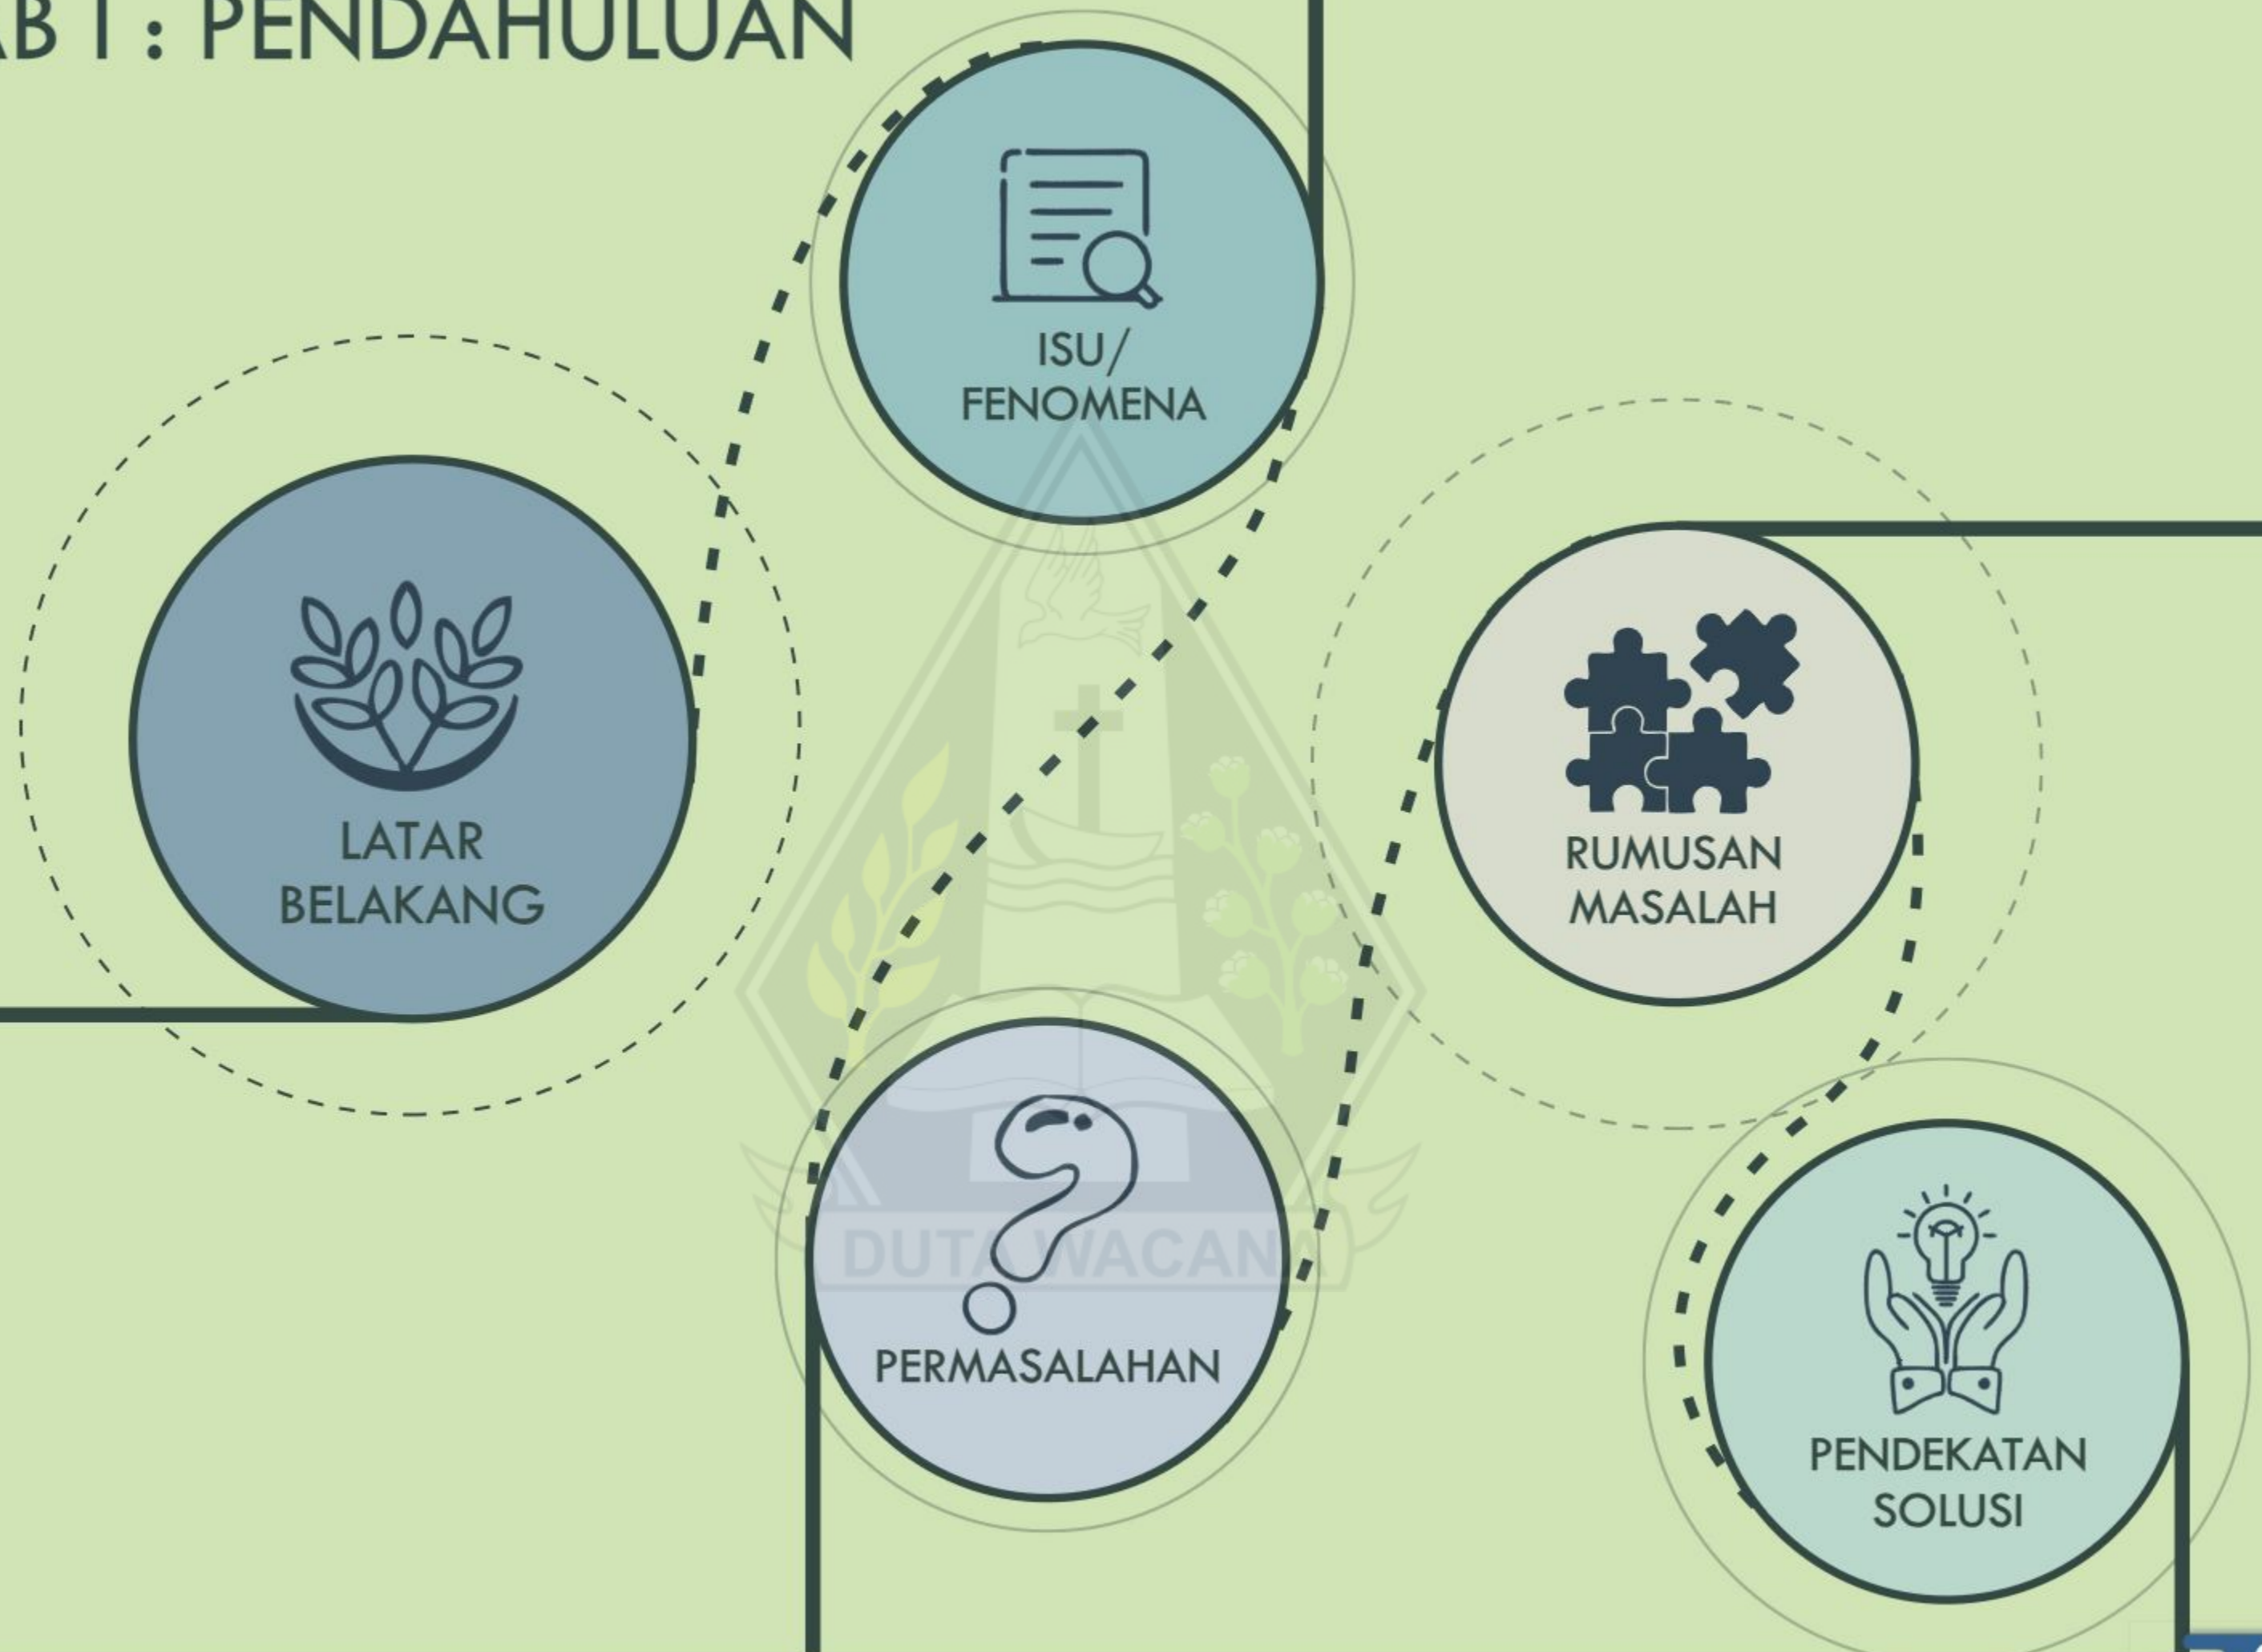 AB I : PENDAHULUAN
ISU/
FENOMENA
LATAR
BELAKANG
RUMUSAN
MASALAH
DUTA WACANA
PERMASALAHAN
PENDEKATAN
SOLUSI